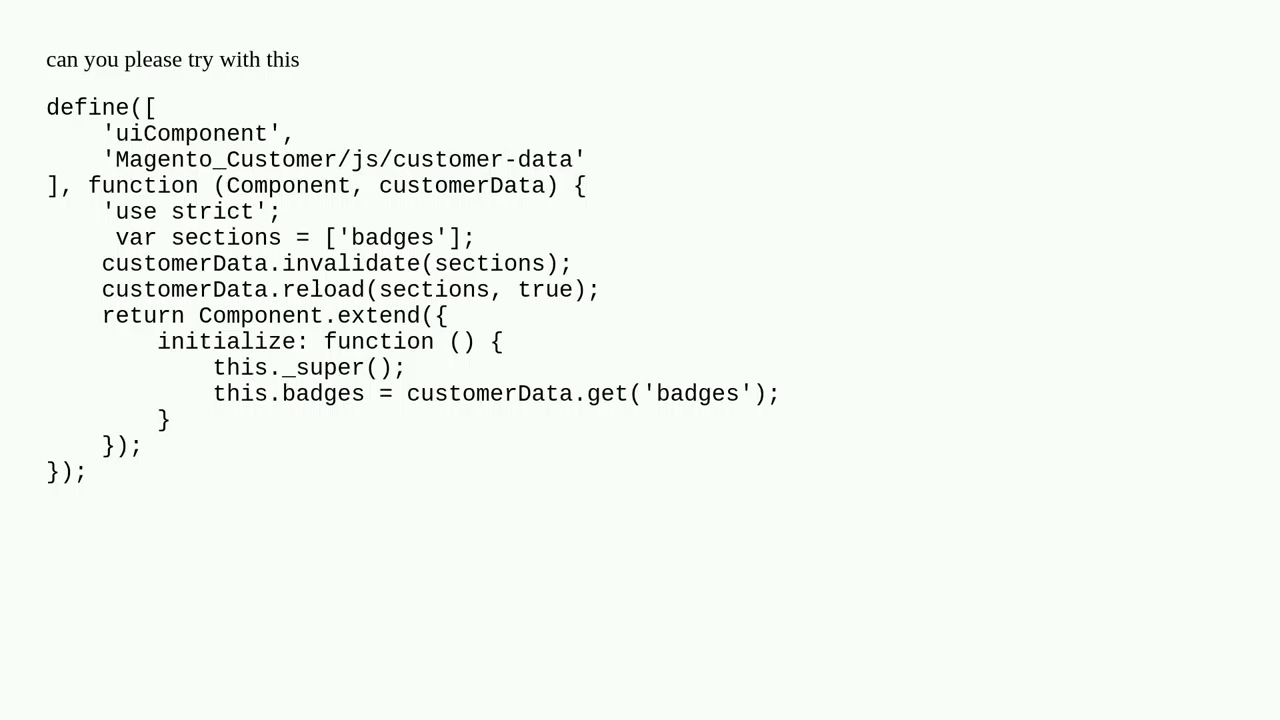 can you please try with this
define([
    'uiComponent',
    'Magento_Customer/js/customer-data'
], function (Component, customerData) {
    'use strict';
     var sections = ['badges'];
    customerData.invalidate(sections);
    customerData.reload(sections, true);
    return Component.extend({
        initialize: function () {
            this._super();
            this.badges = customerData.get('badges');
        }
    });
});